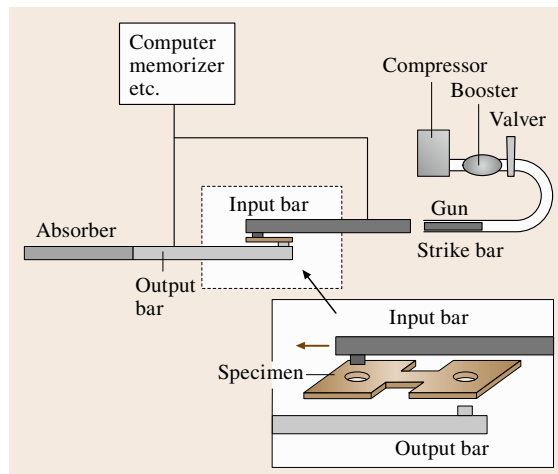 Computer
memorizer
etc.
Compressor
Booster
Valver
Input bar
Gun
Absorber
Strike bar
Output
bar
Input bar
Specimen
Output bar